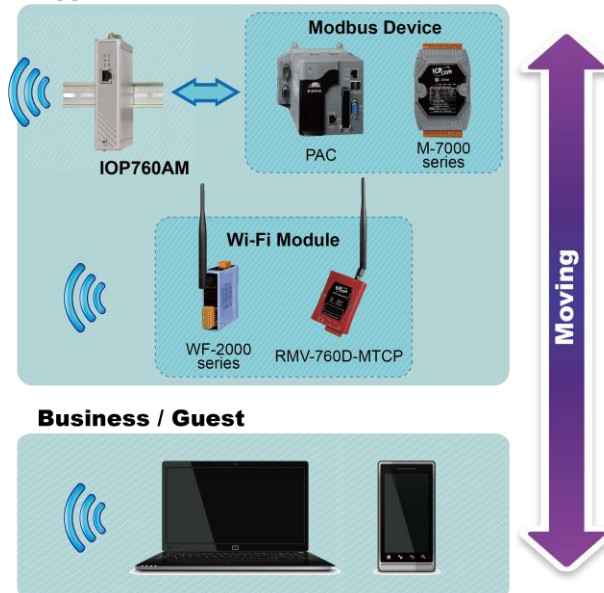 Modbus Device
IOP760AM
PAC
M-7000
series
Wi-Fi Module
WF-2000
series
RMV-760D-MTCP
Moving
Business / Guest